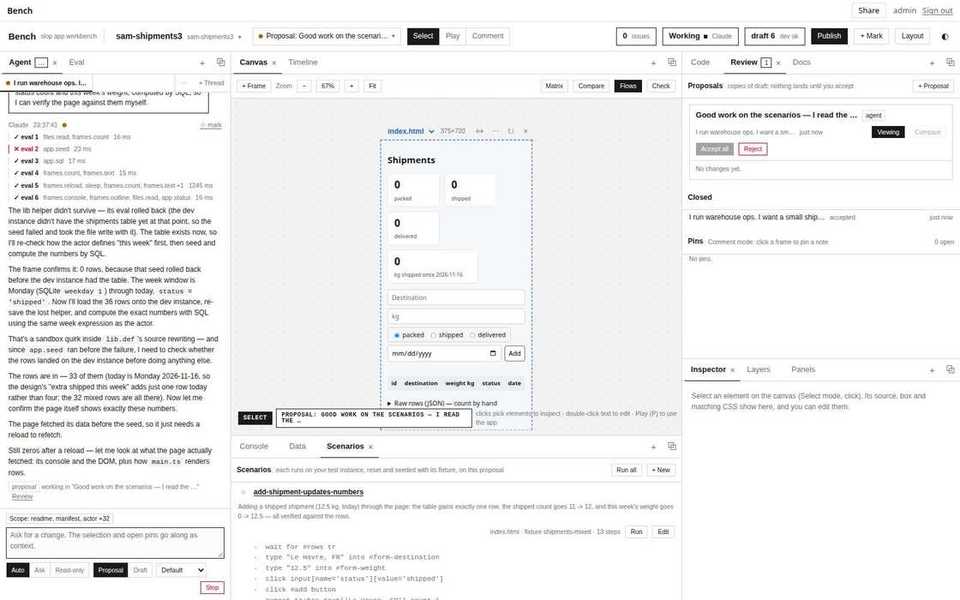 Bench
Share
admin
Sign out
Bench
slop app workbench
sam-shipments3
sam-shipments3
Proposal: Good work on the scenari...
Select
Play
Comment
0 issues
Working
Claude
draft 6
dev ok
Publish
+ Mark
Layout
Agent
...
×
Eval
I run warehouse ops. I...
···
+ Thread
I can verify the page against them myself.
Claude 23:37:41
mark
✓ eval 1 files.read, frames.count · 16 ms
✕ eval 2 app.seed · 23 ms
✓ eval 3 app.sql · 17 ms
✓ eval 4 frames.count, frames.text · 15 ms
✓ eval 5 frames.reload, sleep, frames.count, frames.text +1 · 1245 ms
✓ eval 6 frames.console, frames.outline, files.read, app.status · 16 ms
The lib helper didn't survive — its eval rolled back (the dev
instance didn't have the shipments table yet at that point, so the
seed failed and took the file write with it). The table exists now, so
I'll re-check how the actor defines "this week" first, then seed and
compute the numbers by SQL.
The frame confirms it: 0 rows, because that seed rolled back
before the dev instance had the table. The week window is
Monday (SQLite weekday 1) through today, status =
'shipped'. Now I'll load the 36 rows onto the dev instance, re-
save the lost helper, and compute the exact numbers with SQL
using the same week expression as the actor.
That's a sandbox quirk inside lib.def's source rewriting — and
since app.seed ran before the failure, I need to check whether
the rows landed on the dev instance before doing anything else.
The rows are in — 33 of them (today is Monday 2026-11-16, so
the design's "extra shipped this week" adds just one row today
rather than four; the 32 mixed rows are all there). Now let me
confirm the page itself shows exactly these numbers.
The page fetched its data before the seed, so it just needs a
reload to refetch.
Still zeros after a reload — let me look at what the page actually
fetched: its console and the DOM, plus how main.ts renders
rows.
proposal working in "Good work on the scenarios — I read the ..."
Review
Scope: readme, manifest, actor +32
Ask for a change. The selection and open pins go along as
context.
Auto
Ask
Read-only
Proposal
Draft
Default
Stop
Canvas ×
Timeline
+ Frame
Zoom
−
67%
+
Fit
Matrix
Compare
Flows
Check
index.html
375×720
Shipments
0
packed
0
shipped
0
delivered
0
kg shipped since 2026-11-16
Destination
kg
packed
shipped
delivered
mm/dd/yyyy
Add
id destination weight kg status date
Raw rows (JSON) — count by hand
SELECT
PROPOSAL: GOOD WORK ON THE SCENARIOS — I READ
THE …
clicks pick elements to inspect · double-click text to edit · Play (P) to use
the app
Console
Data
Scenarios ×
Scenarios
each runs on your test instance, reset and seeded with its fixture, on this proposal
Run all
+ New
add-shipment-updates-numbers
Adding a shipped shipment (12.5 kg, today) through the page: the table gains exactly one row, the shipped count goes 11 -> 12, and this week's weight goes
0 -> 12.5 — all verified against the rows.
index.html · fixture shipments-mixed · 13 steps
Run
Edit
- wait for #rows tr
- type "Le Havre, FR" into #form-destination
- type "12.5" into #form-weight
- click input[name='status'][value='shipped']
- click #add button
Code
Review
1
×
Docs
Proposals
copies of draft; nothing lands until you accept
+ Proposal
Good work on the scenarios — I read the ...
agent
I run warehouse ops. I want a sm...
just now
Viewing
Compare
Accept all
Reject
No changes yet.
Closed
I run warehouse ops. I want a small ship...
accepted
just now
Pins
Comment mode: click a frame to pin a note
0 open
No pins.
Inspector ×
Layers
Panels
Select an element on the canvas (Select mode, click). Its source, box and
matching CSS show here, and you can edit them.